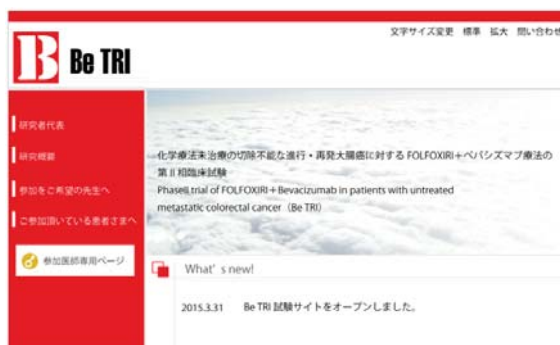 文字サイズ変更 標準 拡大 問い合わせ
B Be TRI
研究者代表
研究概要
参加をご希望の先生へ
ご参加頂いている患者さまへ
参加医師専用ページ
化学療法未治療の切除不能な進行・再発大腸癌に対する FOLFOXIRI+ベバシズマブ療法の
第Ⅱ相臨床試験
PhaseⅡ trial of FOLFOXIRI+Bevacizumab in patients with untreated
metastatic colorectal cancer（Be TRI）
What's new!
2015.3.31 Be TRI 試験サイトをオープンしました。